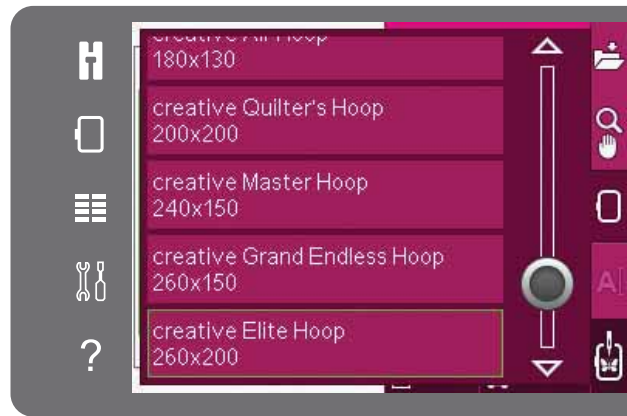 180x130
creative Quilter's Hoop
200x200
creative Master Hoop
240x150
creative Grand Endless Hoop
260x150
creative Elite Hoop
260x200
?
A